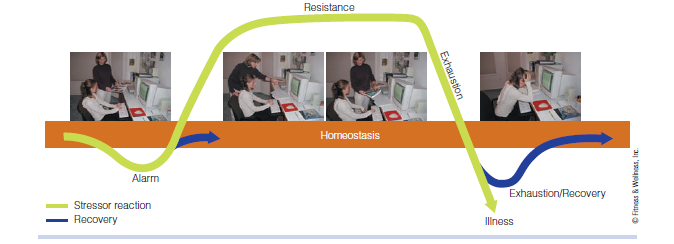 Resistance
Exhaustion
Homeostasis
Alarm
Exhaustion/Recovery
Stressor reaction
Recovery
Illness
© Fitness & Wellness, Inc.